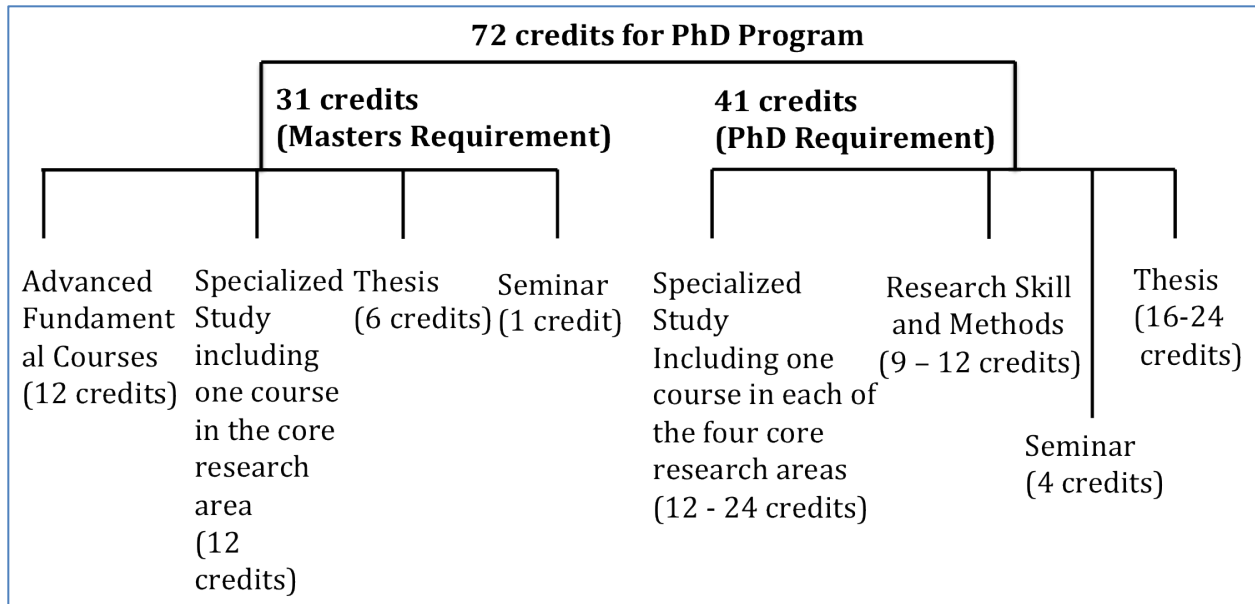 72 credits for PhD Program
31 credits
(Masters Requirement)
41 credits
(PhD Requirement)
Advanced
Fundament
al Courses
(12 credits)
Specialized
Study
including
one course
in the core
research
area
(12
credits)
Thesis
(6 credits)
Seminar
(1 credit)
Specialized
Study
Including one
course in each of
the four core
research areas
(12 - 24 credits)
Research Skill
and Methods
(9 – 12 credits)
Seminar
(4 credits)
Thesis
(16-24
credits)